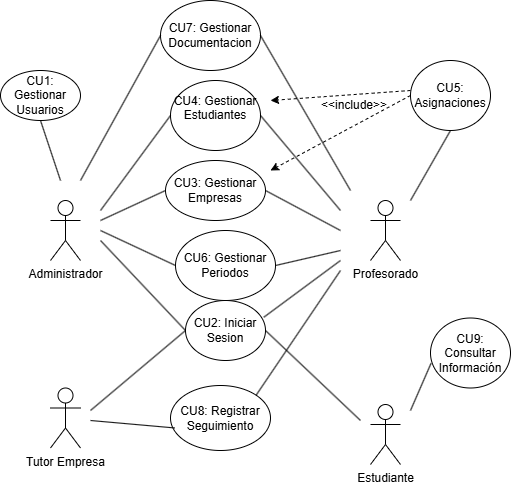 CU7: Gestionar
Documentacion
CU1:
Gestionar
Usuarios
CU4: Gestionar
Estudiantes
CU5:
Asignaciones
<<include>>
CU3: Gestionar
Empresas
Administrador
Profesorado
CU6: Gestionar
Periodos
CU2: Iniciar
Sesion
CU9:
Consultar
Información
CU8: Registrar
Seguimiento
Tutor Empresa
Estudiante